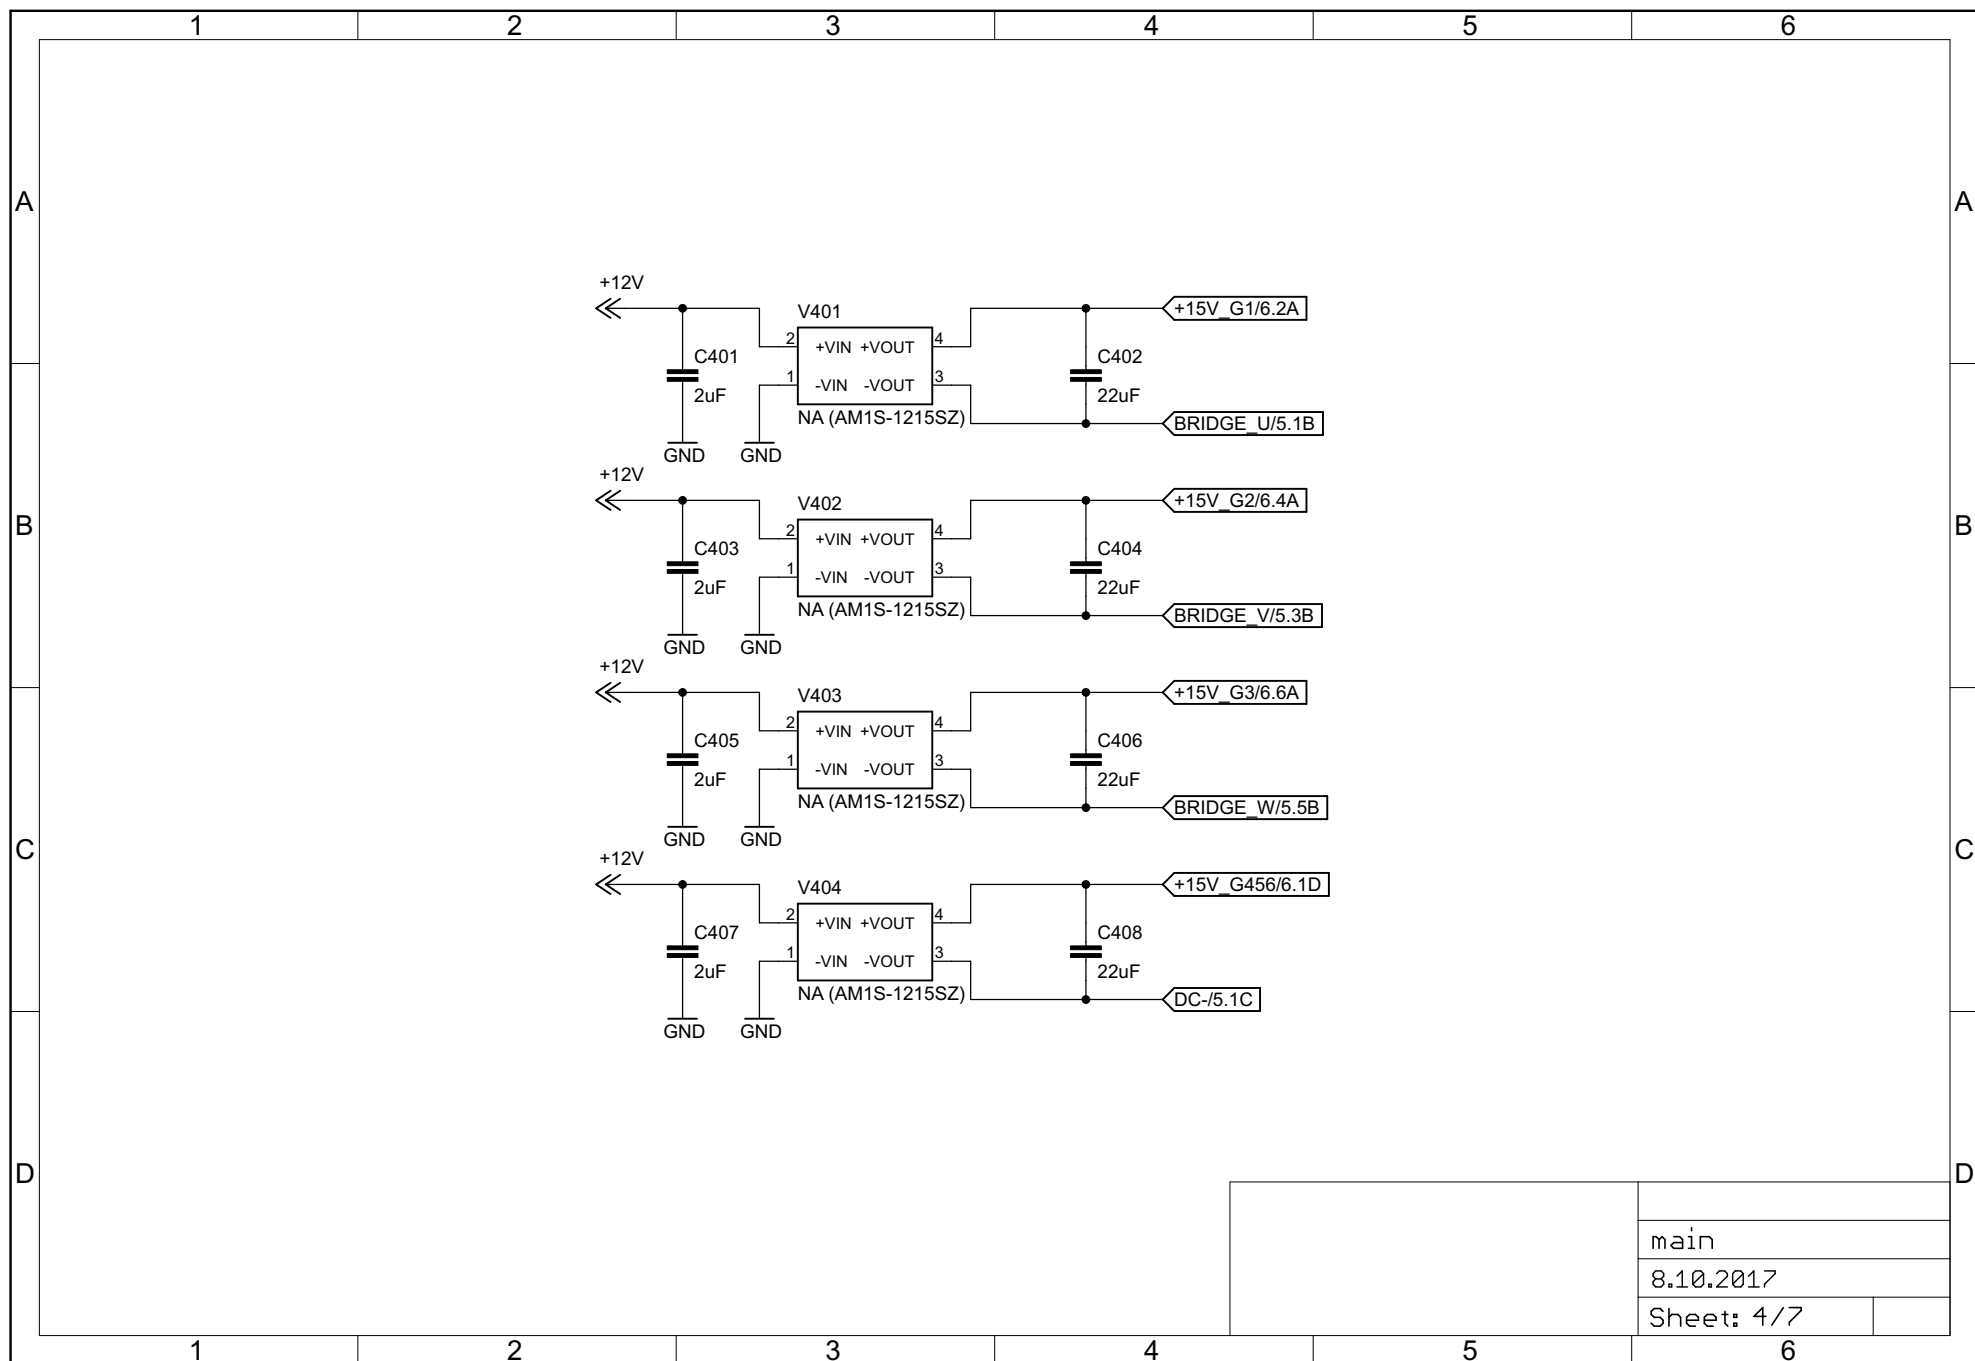 1 2 3 4 5 6
A A
+12V
V401
+15V_G1/6.2A
2 +VIN +VOUT 4
C401
C402
1 -VIN -VOUT 3
2uF
22uF
NA (AM1S-1215SZ)
BRIDGE_U/5.1B
GND GND
+12V
V402
+15V_G2/6.4A
B B
2 +VIN +VOUT 4
C403
C404
1 -VIN -VOUT 3
2uF
22uF
NA (AM1S-1215SZ)
BRIDGE_V/5.3B
GND GND
+12V
V403
+15V_G3/6.6A
2 +VIN +VOUT 4
C405
C406
1 -VIN -VOUT 3
2uF
22uF
NA (AM1S-1215SZ)
BRIDGE_W/5.5B
GND GND
C C
+12V
V404
+15V_G456/6.1D
2 +VIN +VOUT 4
C407
C408
1 -VIN -VOUT 3
2uF
22uF
NA (AM1S-1215SZ)
DC-/5.1C
GND GND
D D
main
8.10.2017
Sheet: 4/7
1 2 3 4 5 6